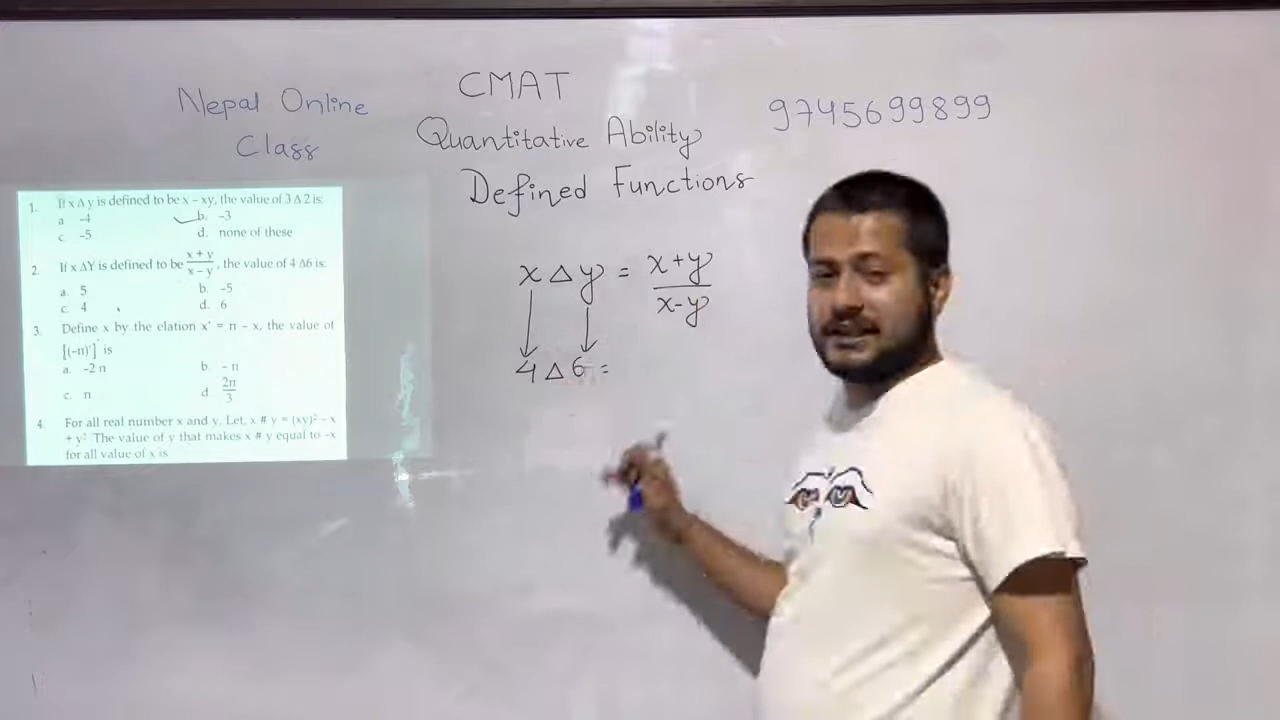 CMAT
Nepal Online
Class
Quantitative Ability
9745699899
Defined Functions
1. If x Δ y is defined to be x – xy, the value of 3 Δ 2 is:
a -4 b. -3
c. -5 d. none of these
2. If x ΔY is defined to be x + y / x – y, the value of 4 Δ6 is:
a. 5 b. -5
c. 4 d. 6
3. Define x by the elation x' = n – x, the value of
[(-n)']' is
a. -2 n b. - n
c. n d. 2n/3
4. For all real number x and y. Let, x # y = (xy)² – x
+ y² The value of y that makes x # y equal to -x
for all value of x is
x Δ y = x+y / x-y
4 Δ 6 =